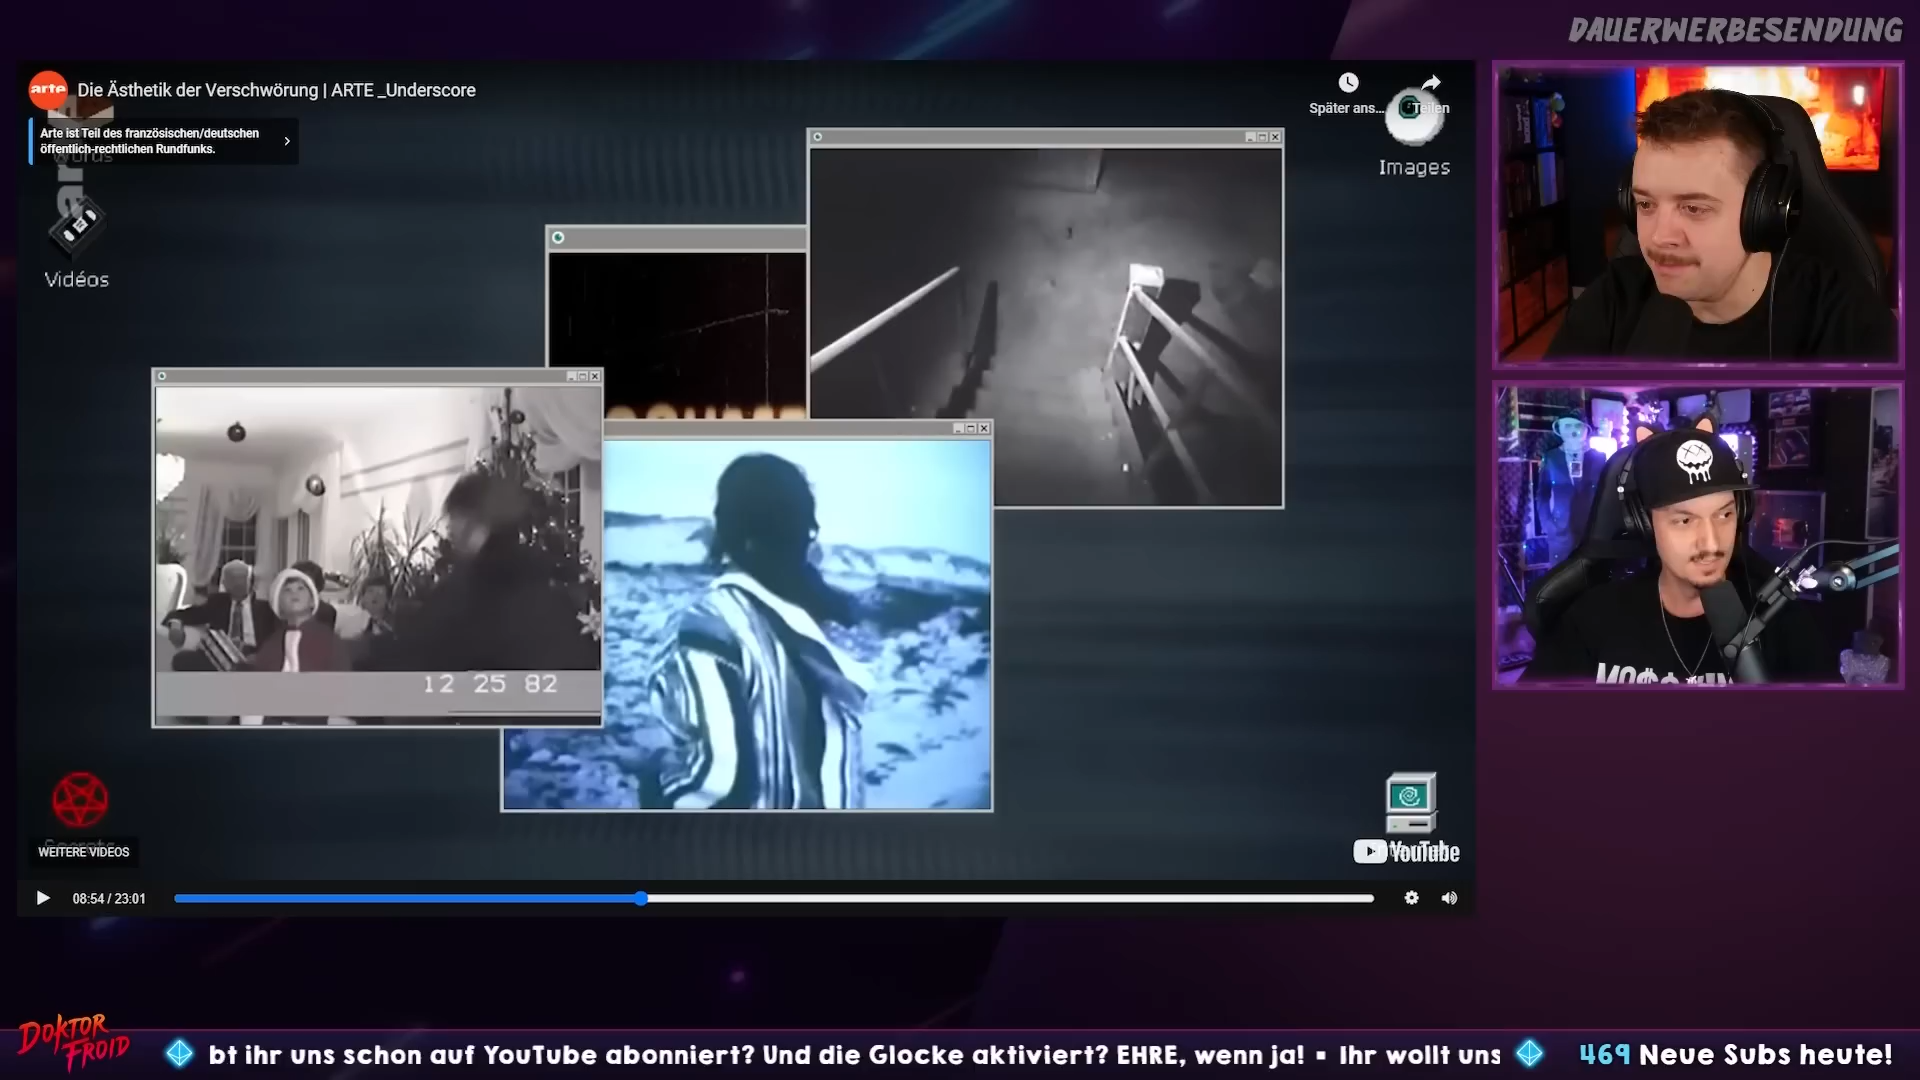 DAUERWERBESENDUNG
arte
Die Ästhetik der Verschwörung | ARTE _Underscore
Später ans...
Teilen
Arte ist Teil des französischen/deutschen
öffentlich-rechtlichen Rundfunks.
Words
Images
Vidéos
12 25 82
WEITERE VIDEOS
YouTube
08:54 / 23:01
DOKTOR
FROID
bt ihr uns schon auf YouTube abonniert? Und die Glocke aktiviert? EHRE, wenn ja! ▪ Ihr wollt uns
469 Neue Subs heute!